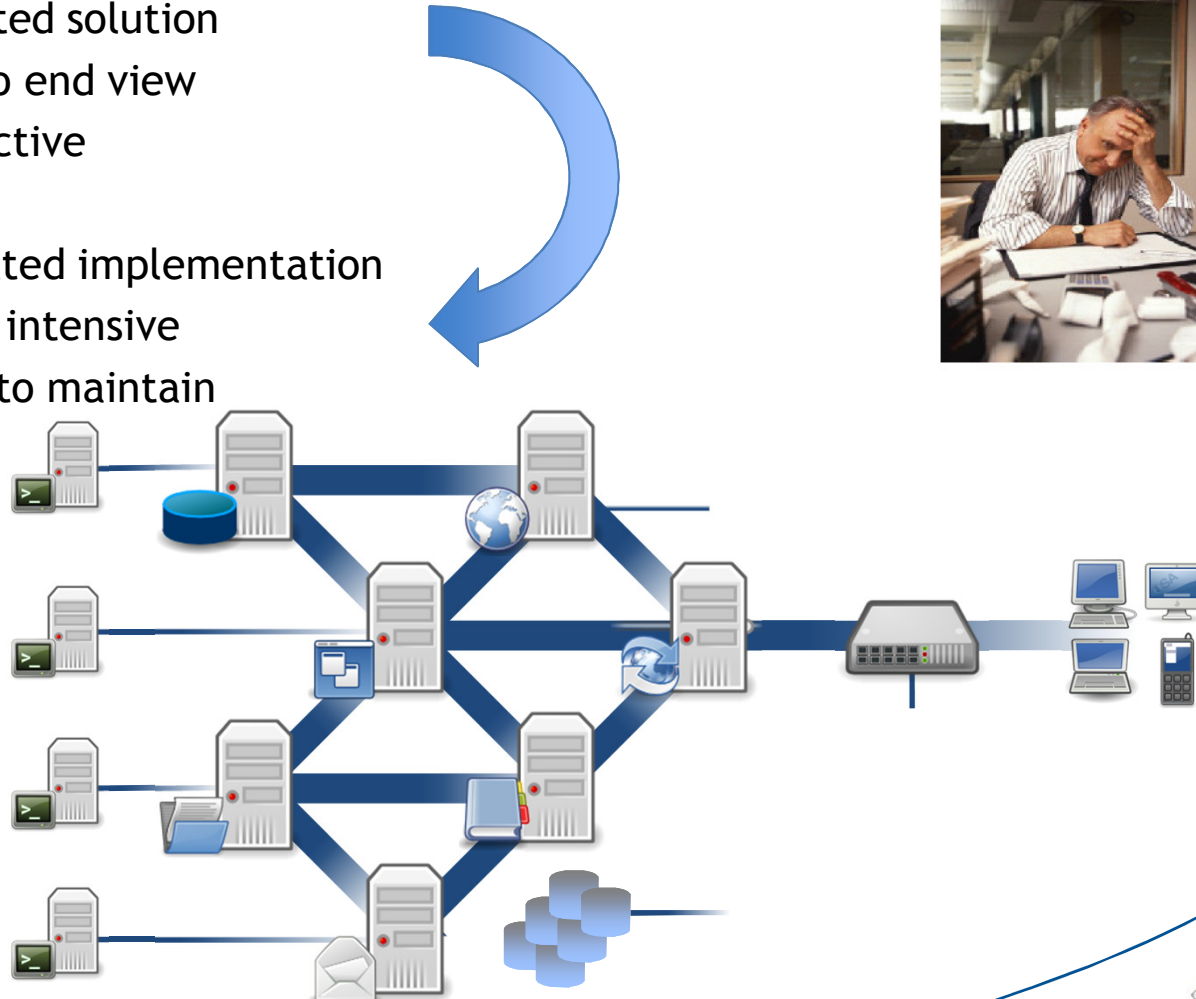 ted solution
o end view
ctive
ted implementation
intensive
to maintain
>_
>_
>_
>_